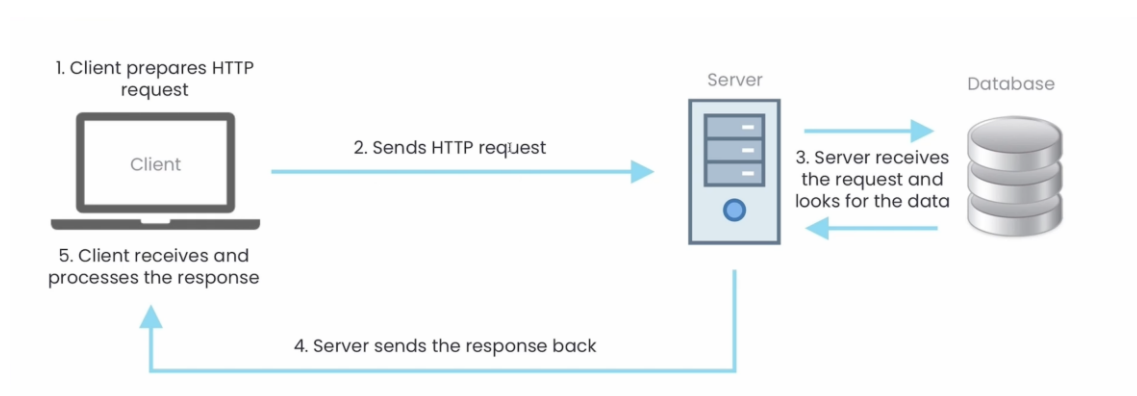 1. Client prepares HTTP
request
Client
5. Client receives and
processes the response
2. Sends HTTP request
Server
Database
3. Server receives
the request and
looks for the data
4. Server sends the response back